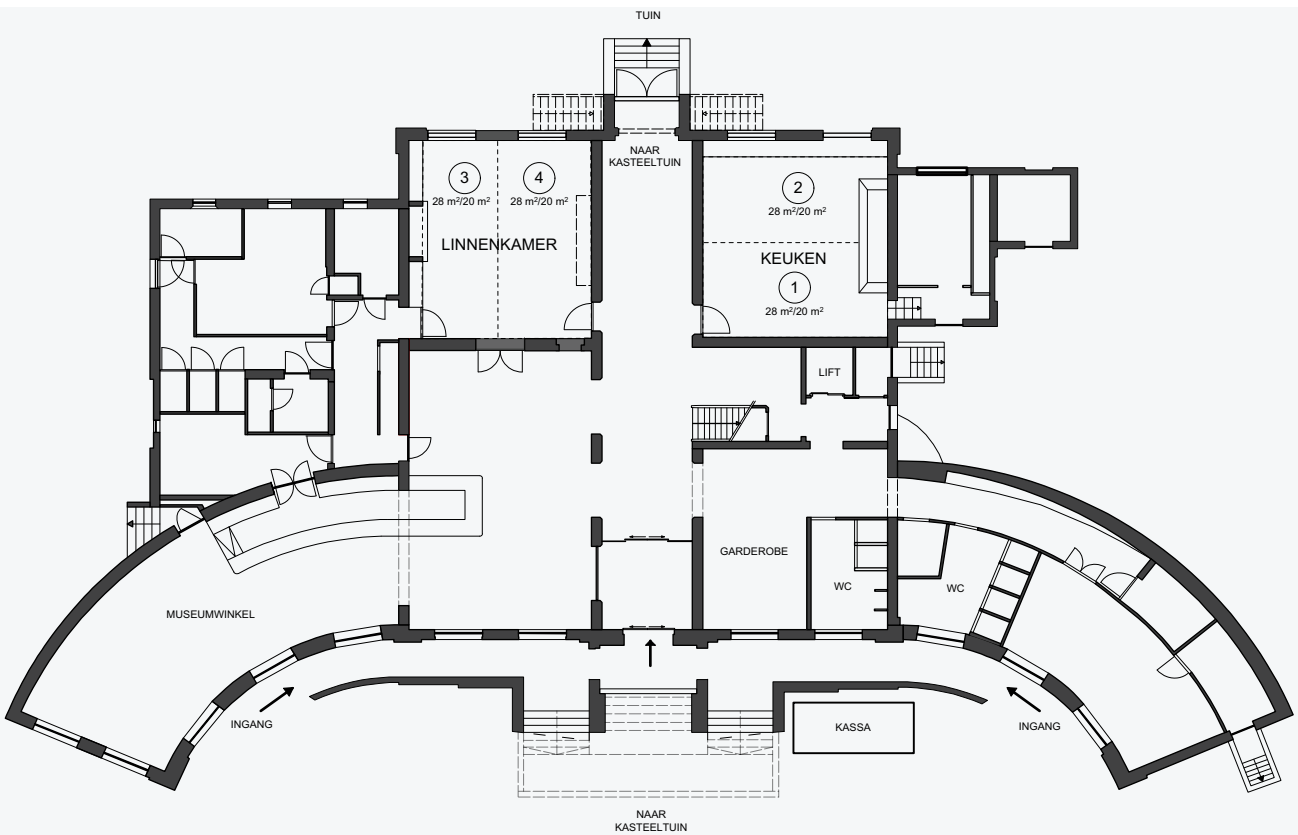 TUIN
NAAR
KASTEELTUIN
3
28 m²/20 m²
4
28 m²/20 m²
LINNENKAMER
2
28 m²/20 m²
KEUKEN
1
28 m²/20 m²
LIFT
GARDEROBE
WC
WC
MUSEUMWINKEL
INGANG
INGANG
KASSA
NAAR
KASTEELTUIN